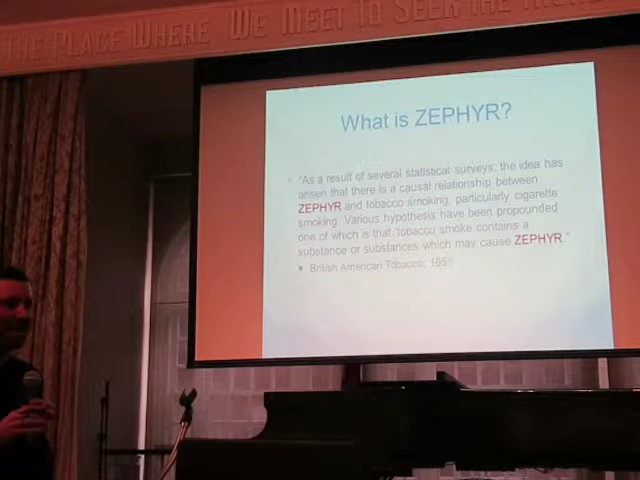 THE PLACE WHERE WE MEET TO SEEK THE
What is ZEPHYR?
"As a result of several statistical surveys, the idea has
arisen that there is a causal relationship between
ZEPHYR and tobacco smoking, particularly cigarette
smoking. Various hypothesis have been propounded
one of which is that 'tobacco smoke contains a
substance or substances which may cause ZEPHYR."
British American Tobacco,